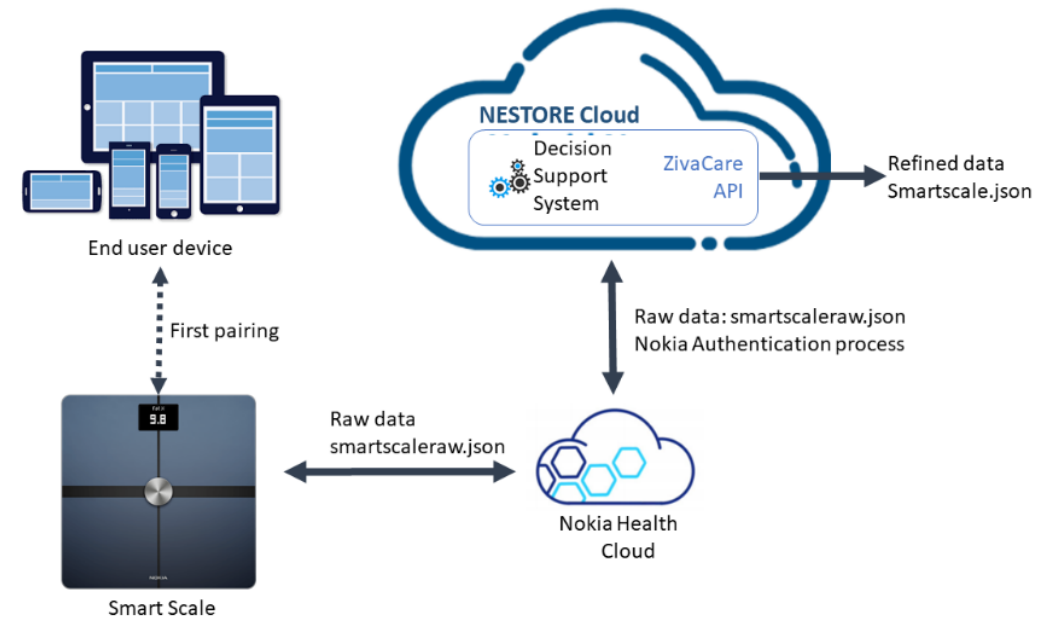 NESTORE Cloud
Decision
Support
System
ZivaCare
API
Refined data
Smartscale.json
End user device
First pairing
Raw data: smartscaleraw.json
Nokia Authentication process
Raw data
smartscaleraw.json
9.8
NOKIA
Nokia Health
Cloud
Smart Scale